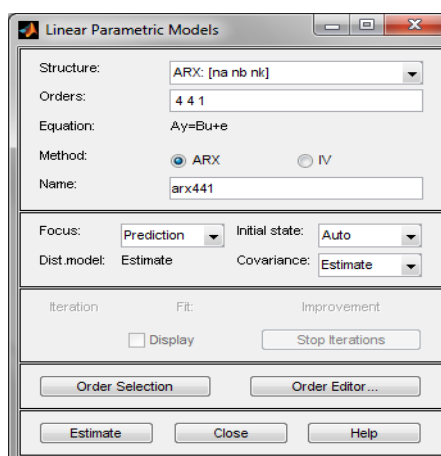 Linear Parametric Models
Structure: ARX: [na nb nk]
Orders: 4 4 1
Equation: Ay=Bu+e
Method: ARX IV
Name: arx441
Focus: Prediction Initial state: Auto
Dist.model: Estimate Covariance: Estimate
Iteration Fit: Improvement
Display Stop Iterations
Order Selection Order Editor...
Estimate Close Help